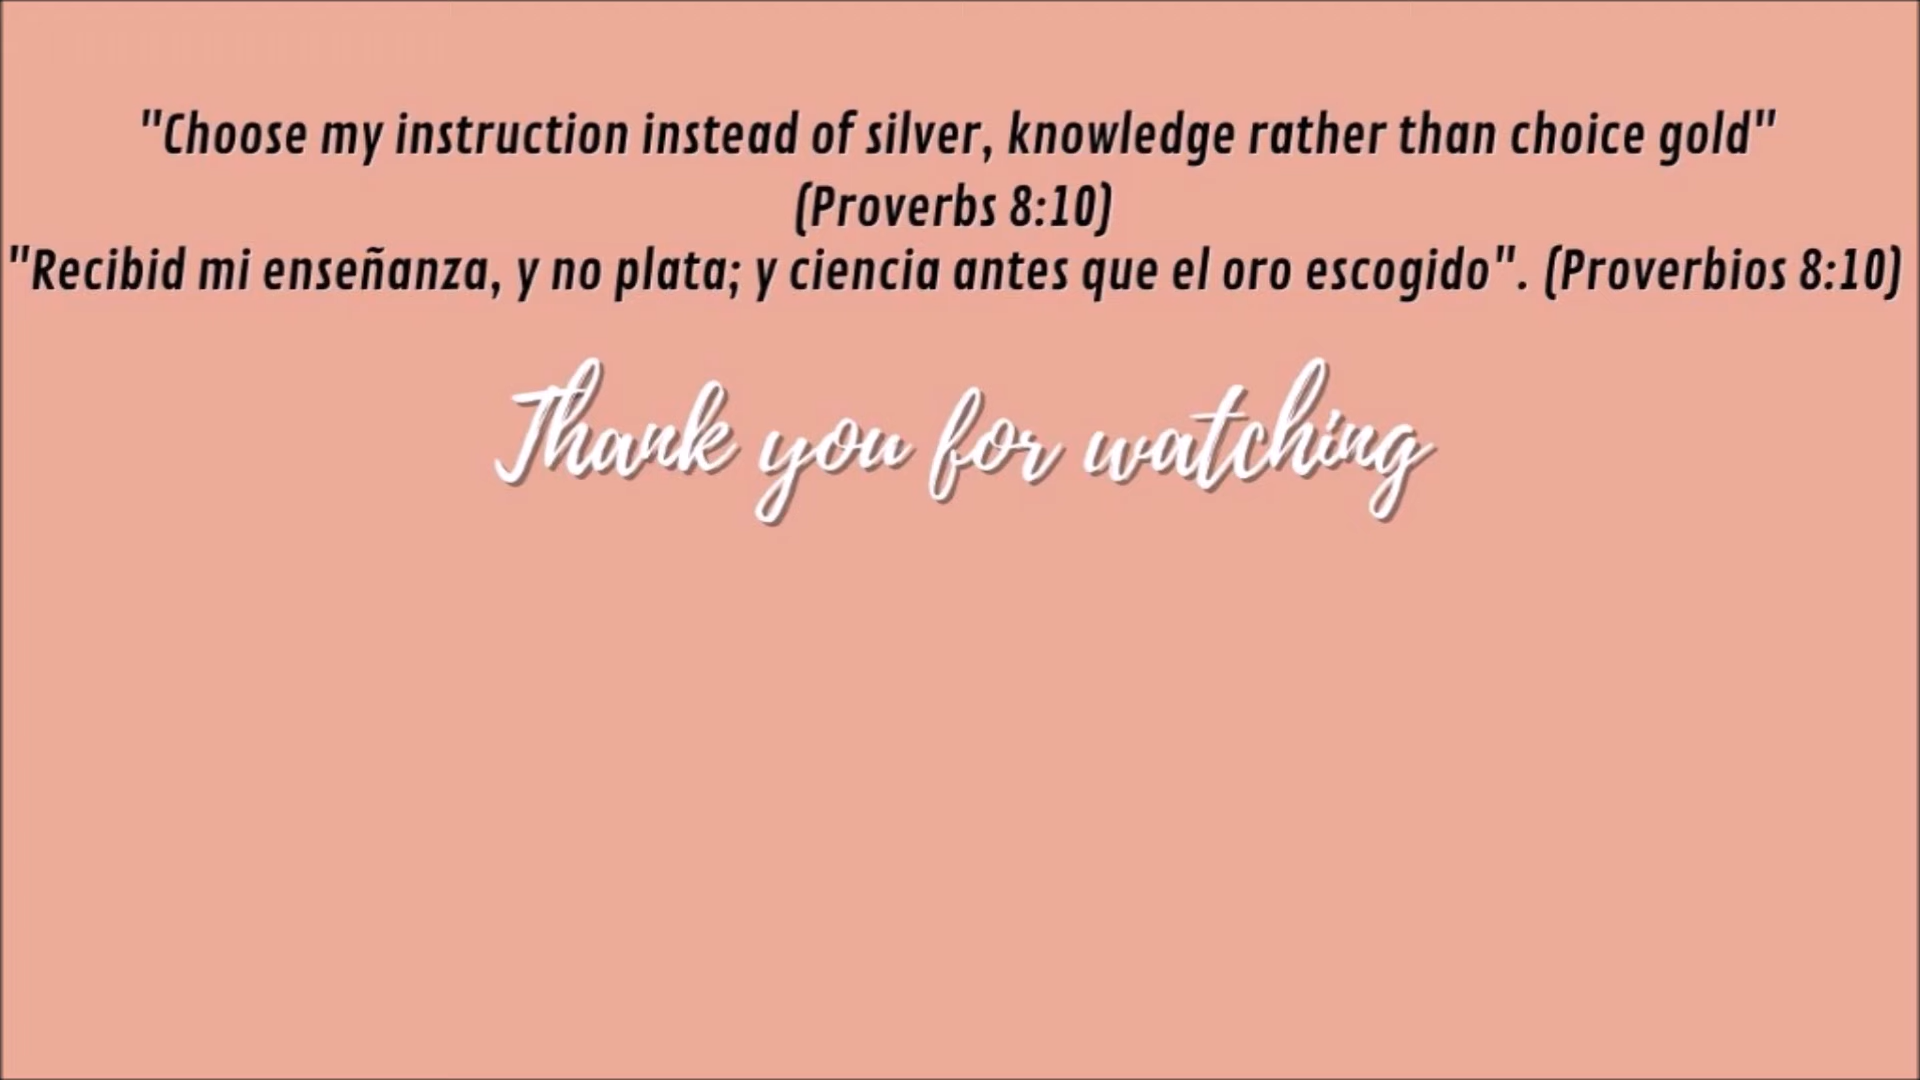 "Choose my instruction instead of silver, knowledge rather than choice gold"
(Proverbs 8:10)
"Recibid mi enseñanza, y no plata; y ciencia antes que el oro escogido". (Proverbios 8:10)
Thank you for watching